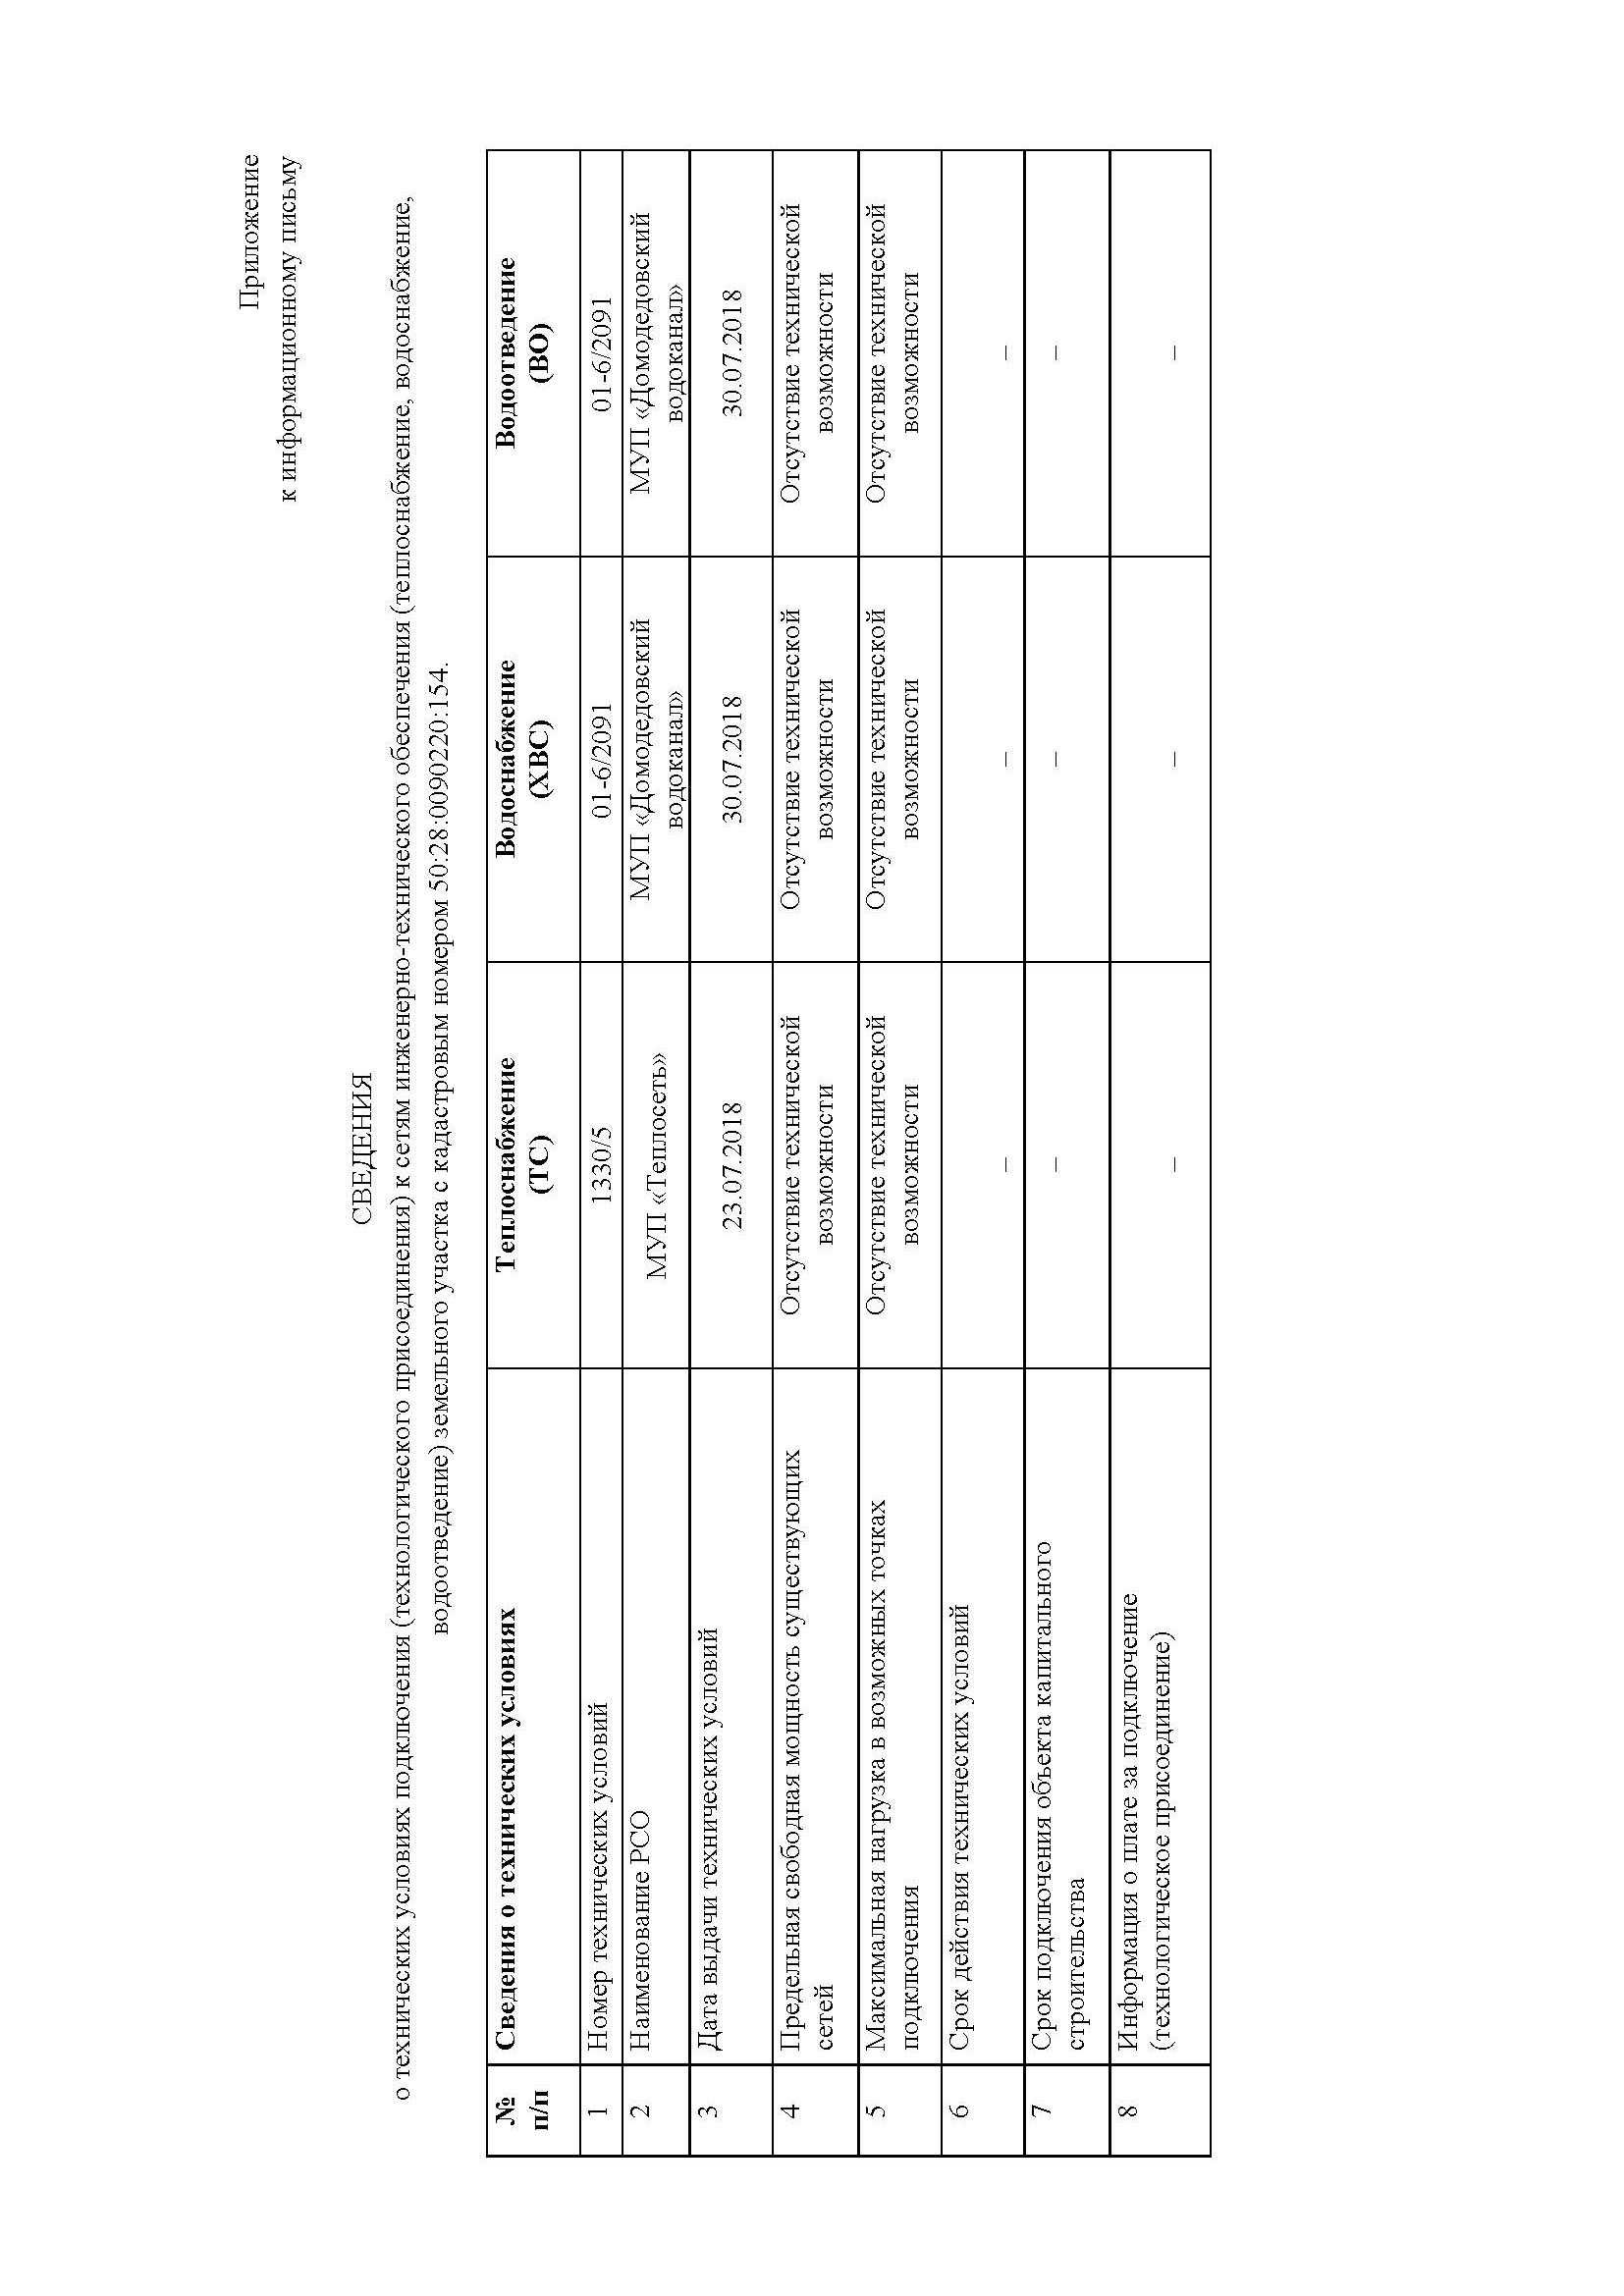 Приложение
к информационному письму
СВЕДЕНИЯ
о технических условиях подключения (технологического присоединения) к сетям инженерно-технического обеспечения (теплоснабжение, водоснабжение,
водоотведение) земельного участка с кадастровым номером 50:28:0090220:154.
№ п/п Сведения о технических условиях Теплоснабжение Водоснабжение Водоотведение
(ТС) (ХВС) (ВО)
1 Номер технических условий 1330/5 01-6/2091 01-6/2091
2 Наименование РСО МУП «Теплосеть» МУП «Домодедовский МУП «Домодедовский
водоканал» водоканал»
3 Дата выдачи технических условий 23.07.2018 30.07.2018 30.07.2018
4 Предельная свободная мощность существующих Отсутствие технической Отсутствие технической Отсутствие технической
сетей возможности возможности возможности
5 Максимальная нагрузка в возможных точках Отсутствие технической Отсутствие технической Отсутствие технической
подключения возможности возможности возможности
6 Срок действия технических условий – – –
7 Срок подключения объекта капитального – – –
строительства
8 Информация о плате за подключение
(технологическое присоединение) – – –